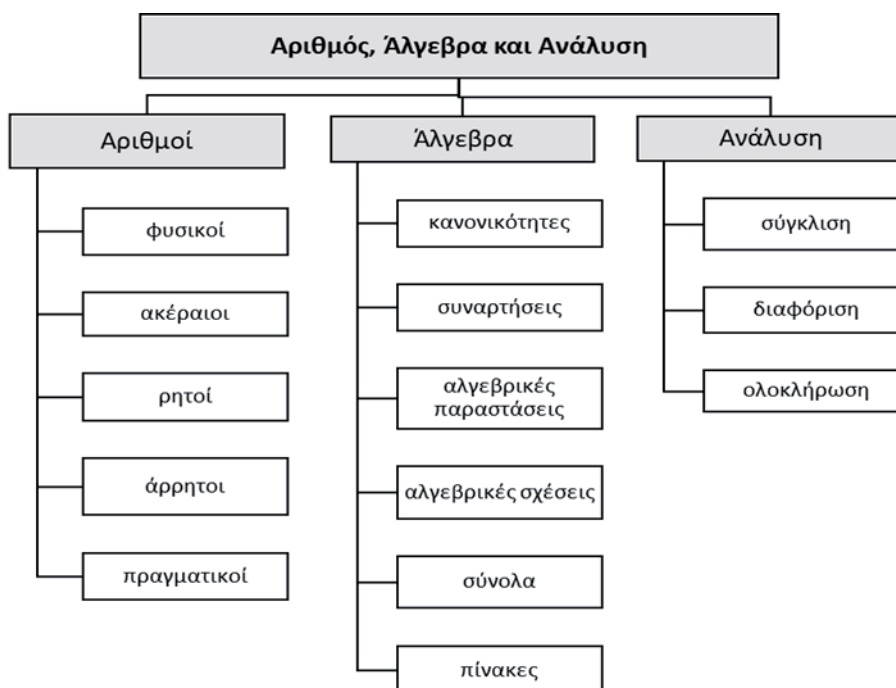 Αριθμός, Άλγεβρα και Ανάλυση
Αριθμοί
φυσικοί
ακέραιοι
ρητοί
άρρητοι
πραγματικοί
Άλγεβρα
κανονικότητες
συναρτήσεις
αλγεβρικές
παραστάσεις
αλγεβρικές σχέσεις
σύνολα
πίνακες
Ανάλυση
σύγκλιση
διαφόριση
ολοκλήρωση